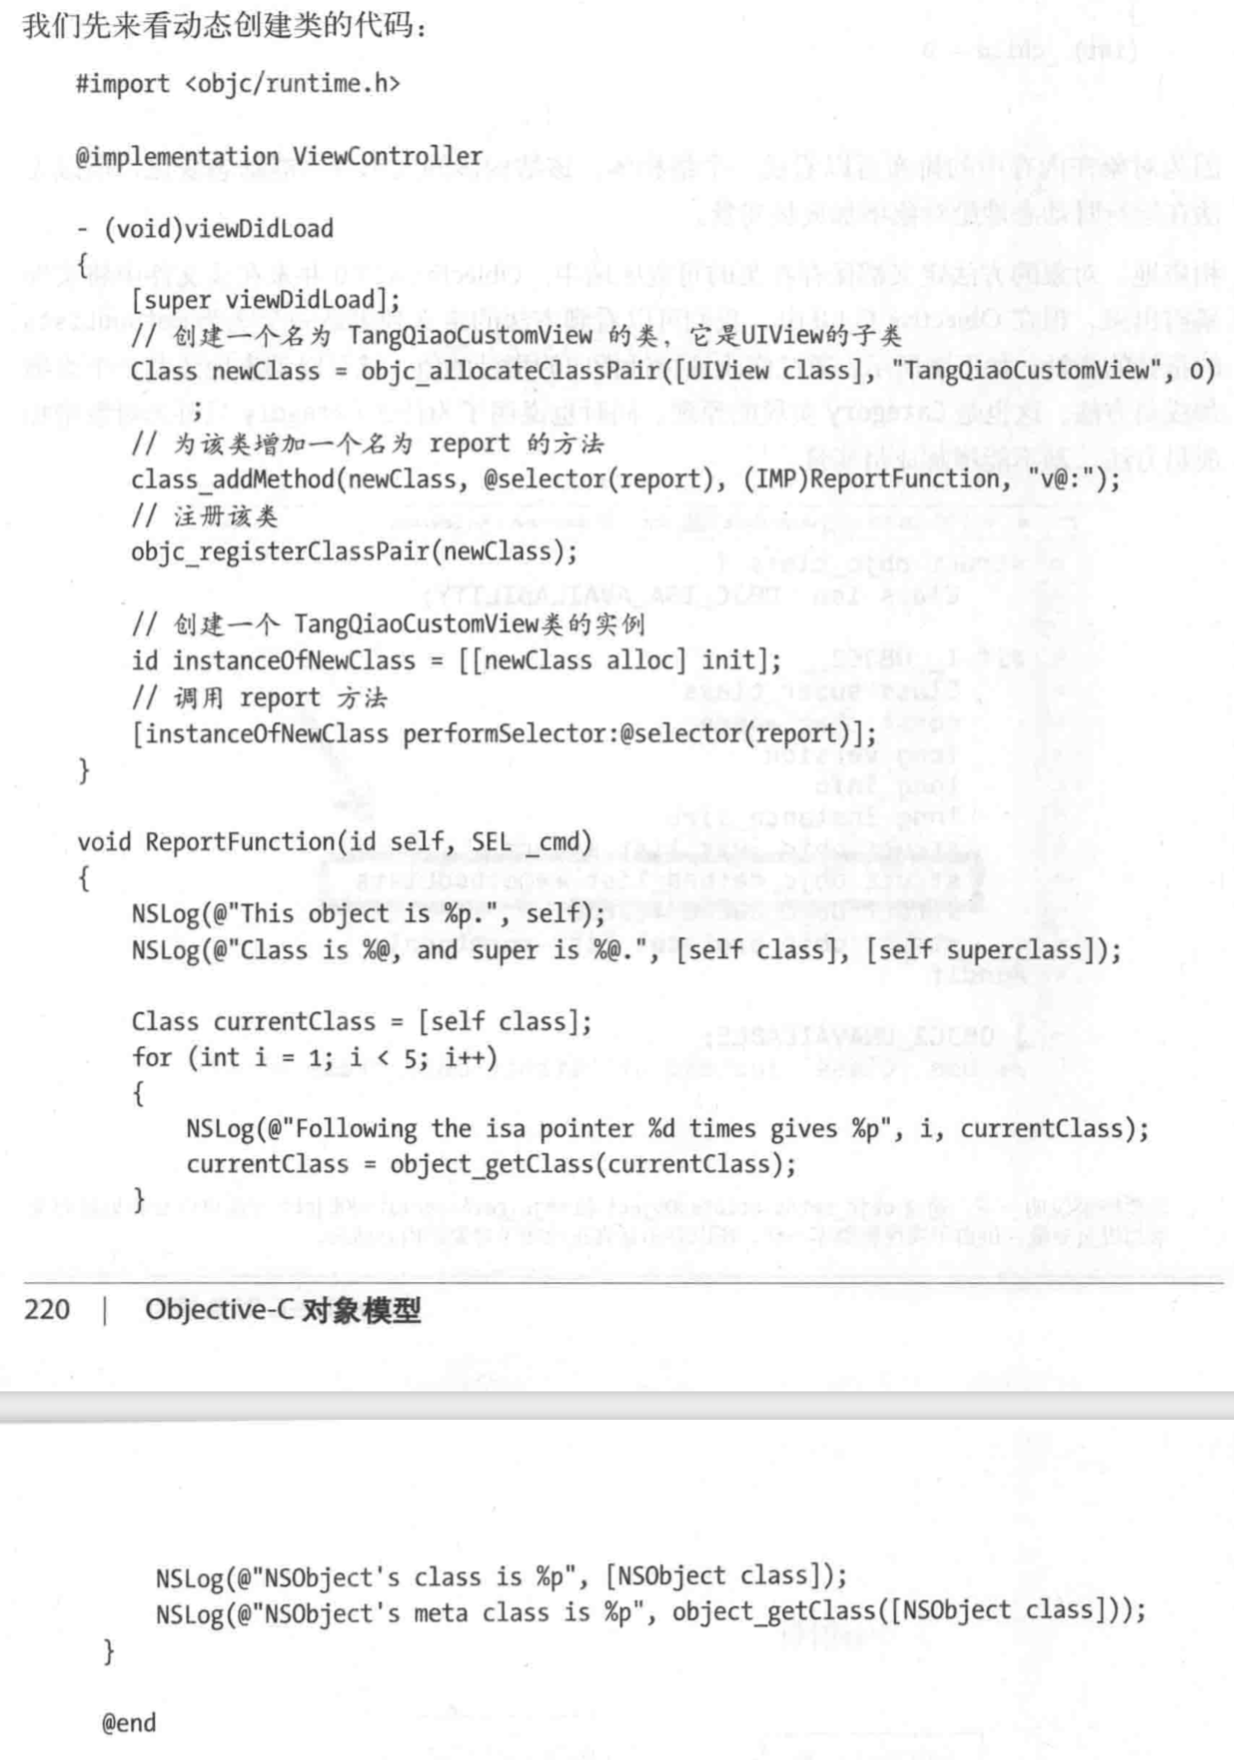 我们先来看动态创建类的代码：
#import <objc/runtime.h>
@implementation ViewController
- (void)viewDidLoad
{
[super viewDidLoad];
// 创建一个名为 TangQiaoCustomView 的类，它是UIView的子类
Class newClass = objc_allocateClassPair([UIView class], "TangQiaoCustomView", 0)
;
// 为该类增加一个名为 report 的方法
class_addMethod(newClass, @selector(report), (IMP)ReportFunction, "v@:");
// 注册该类
objc_registerClassPair(newClass);
// 创建一个 TangQiaoCustomView类的实例
id instanceOfNewClass = [[newClass alloc] init];
// 调用 report 方法
[instanceOfNewClass performSelector:@selector(report)];
}
void ReportFunction(id self, SEL _cmd)
{
NSLog(@"This object is %p.", self);
NSLog(@"Class is %@, and super is %@.", [self class], [self superclass]);
Class currentClass = [self class];
for (int i = 1; i < 5; i++)
{
NSLog(@"Following the isa pointer %d times gives %p", i, currentClass);
currentClass = object_getClass(currentClass);
}
220 | Objective-C 对象模型
NSLog(@"NSObject's class is %p", [NSObject class]);
NSLog(@"NSObject's meta class is %p", object_getClass([NSObject class]));
}
@end